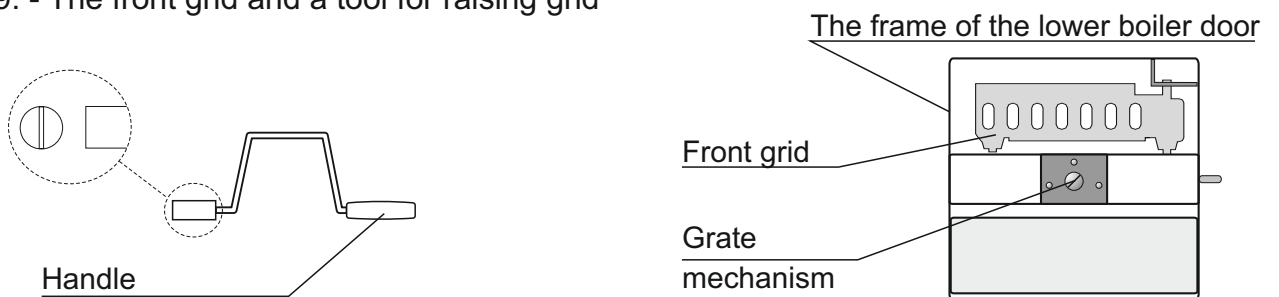 9. - The front grid and a tool for raising grid
The frame of the lower boiler door
Front grid
Grate
mechanism
Handle